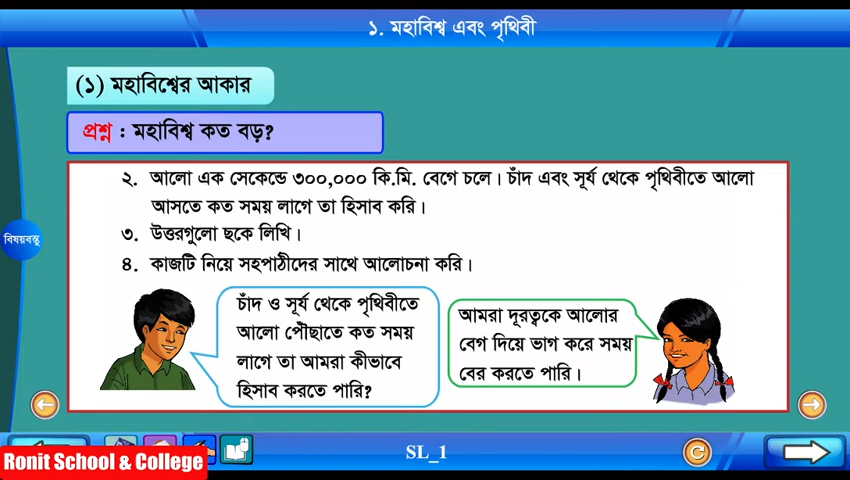 ১. মহাবিশ্ব এবং পৃথিবী
(১) মহাবিশ্বের আকার
প্রশ্ন : মহাবিশ্ব কত বড়?
২. আলো এক সেকেন্ডে ৩০০,০০০ কি.মি. বেগে চলে। চাঁদ এবং সূর্য থেকে পৃথিবীতে আলো
আসতে কত সময় লাগে তা হিসাব করি।
৩. উত্তরগুলো ছকে লিখি।
৪. কাজটি নিয়ে সহপাঠীদের সাথে আলোচনা করি।
বিষয়বস্তু
চাঁদ ও সূর্য থেকে পৃথিবীতে
আলো পৌঁছাতে কত সময়
লাগে তা আমরা কীভাবে
হিসাব করতে পারি?
আমরা দূরত্বকে আলোর
বেগ দিয়ে ভাগ করে সময়
বের করতে পারি।
SL_1
Ronit School & College